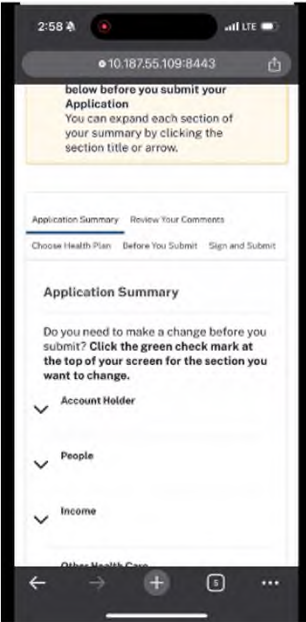 2:58
LTE
10.187.55.109:8443
below before you submit your
Application
You can expand each section of
your summary by clicking the
section title or arrow.
Application Summary Review Your Comments
Choose Health Plan Before You Submit Sign and Submit
Application Summary
Do you need to make a change before you
submit? Click the green check mark at
the top of your screen for the section you
want to change.
Account Holder
People
Income
Other Health Care
5